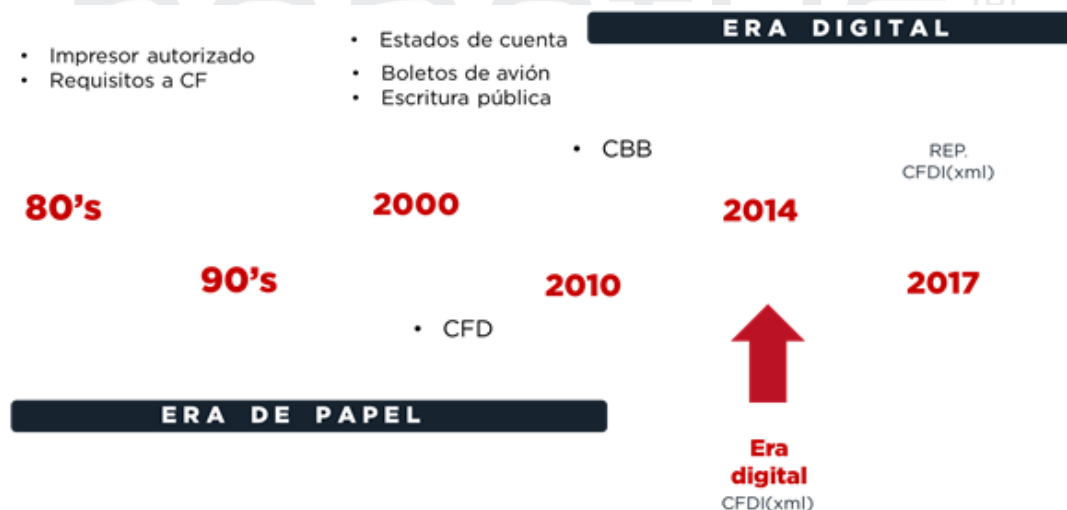 ERA DIGITAL
• Impresor autorizado
• Requisitos a CF
• Estados de cuenta
• Boletos de avión
• Escritura pública
• CBB
REP.
CFDI(xml)
80's
2000
2014
90's
2010
2017
• CFD
ERA DE PAPEL
Era
digital
CFDI(xml)